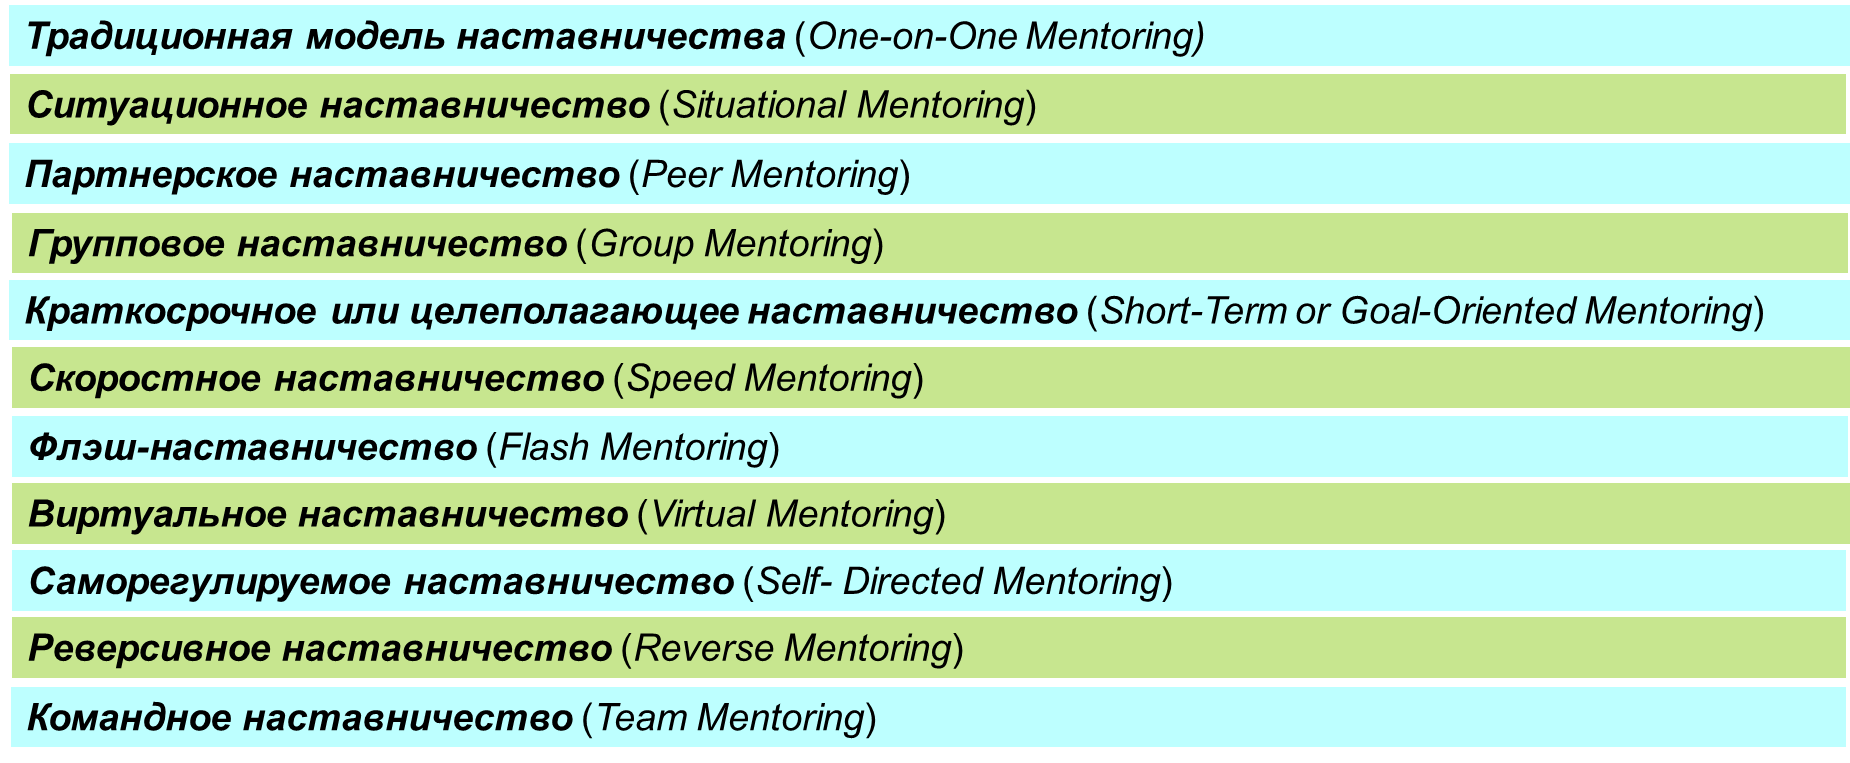 Традиционная модель наставничества (One-on-One Mentoring)
Ситуационное наставничество (Situational Mentoring)
Партнерское наставничество (Peer Mentoring)
Групповое наставничество (Group Mentoring)
Краткосрочное или целеполагающее наставничество (Short-Term or Goal-Oriented Mentoring)
Скоростное наставничество (Speed Mentoring)
Флэш-наставничество (Flash Mentoring)
Виртуальное наставничество (Virtual Mentoring)
Саморегулируемое наставничество (Self- Directed Mentoring)
Реверсивное наставничество (Reverse Mentoring)
Командное наставничество (Team Mentoring)